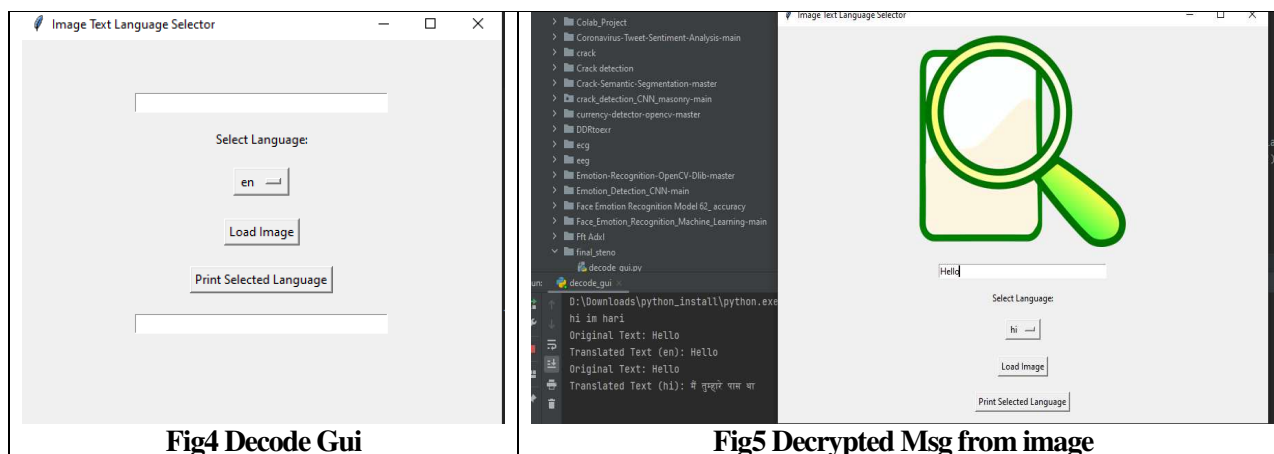 Image Text Language Selector
Select Language:
en
Load Image
Print Selected Language
Fig4 Decode Gui
Colab_Project
Coronavirus-Tweet-Sentiment-Analysis-main
crack
Crack detection
Crack-Semantic-Segmentation-master
crack_detection_CNN_masonry-main
currency-detector-opencv-master
DDRtoexr
ecg
eeg
Emotion-Recognition-OpenCV-Dlib-master
Emotion_Detection_CNN-main
Face Emotion Recognition Model 62_ accuracy
Face_Emotion_Recognition_Machine_Learning-main
Fft Adxl
final_steno
decode_gui.py
un:
decode_gui
D:\Downloads\python_install\python.exe
hi im hari
Original Text: Hello
Translated Text (en): Hello
Original Text: Hello
Translated Text (hi): मैं तुम्हारे पास था
Image Text Language Selector
Hello
Select Language:
hi
Load Image
Print Selected Language
Fig5 Decrypted Msg from image